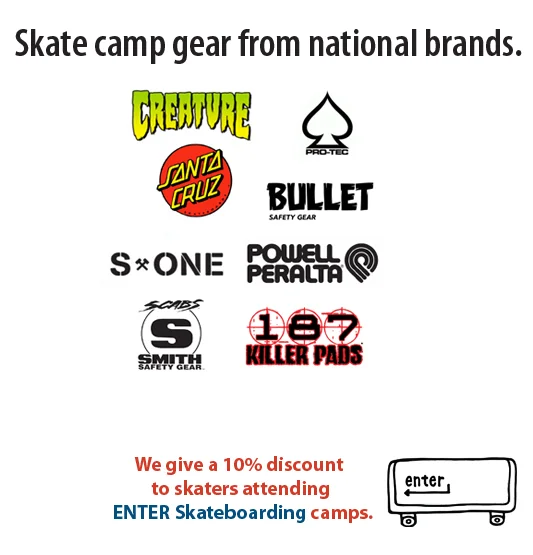 Skate camp gear from national brands.
CREATURE
PRO-TEC
SANTA
CRUZ
BULLET
SAFETY GEAR
S ONE
POWELL
PERALTA
SCABS
S
SMITH
SAFETY GEAR
187
KILLER PADS
We give a 10% discount
to skaters attending
ENTER Skateboarding camps.
enter